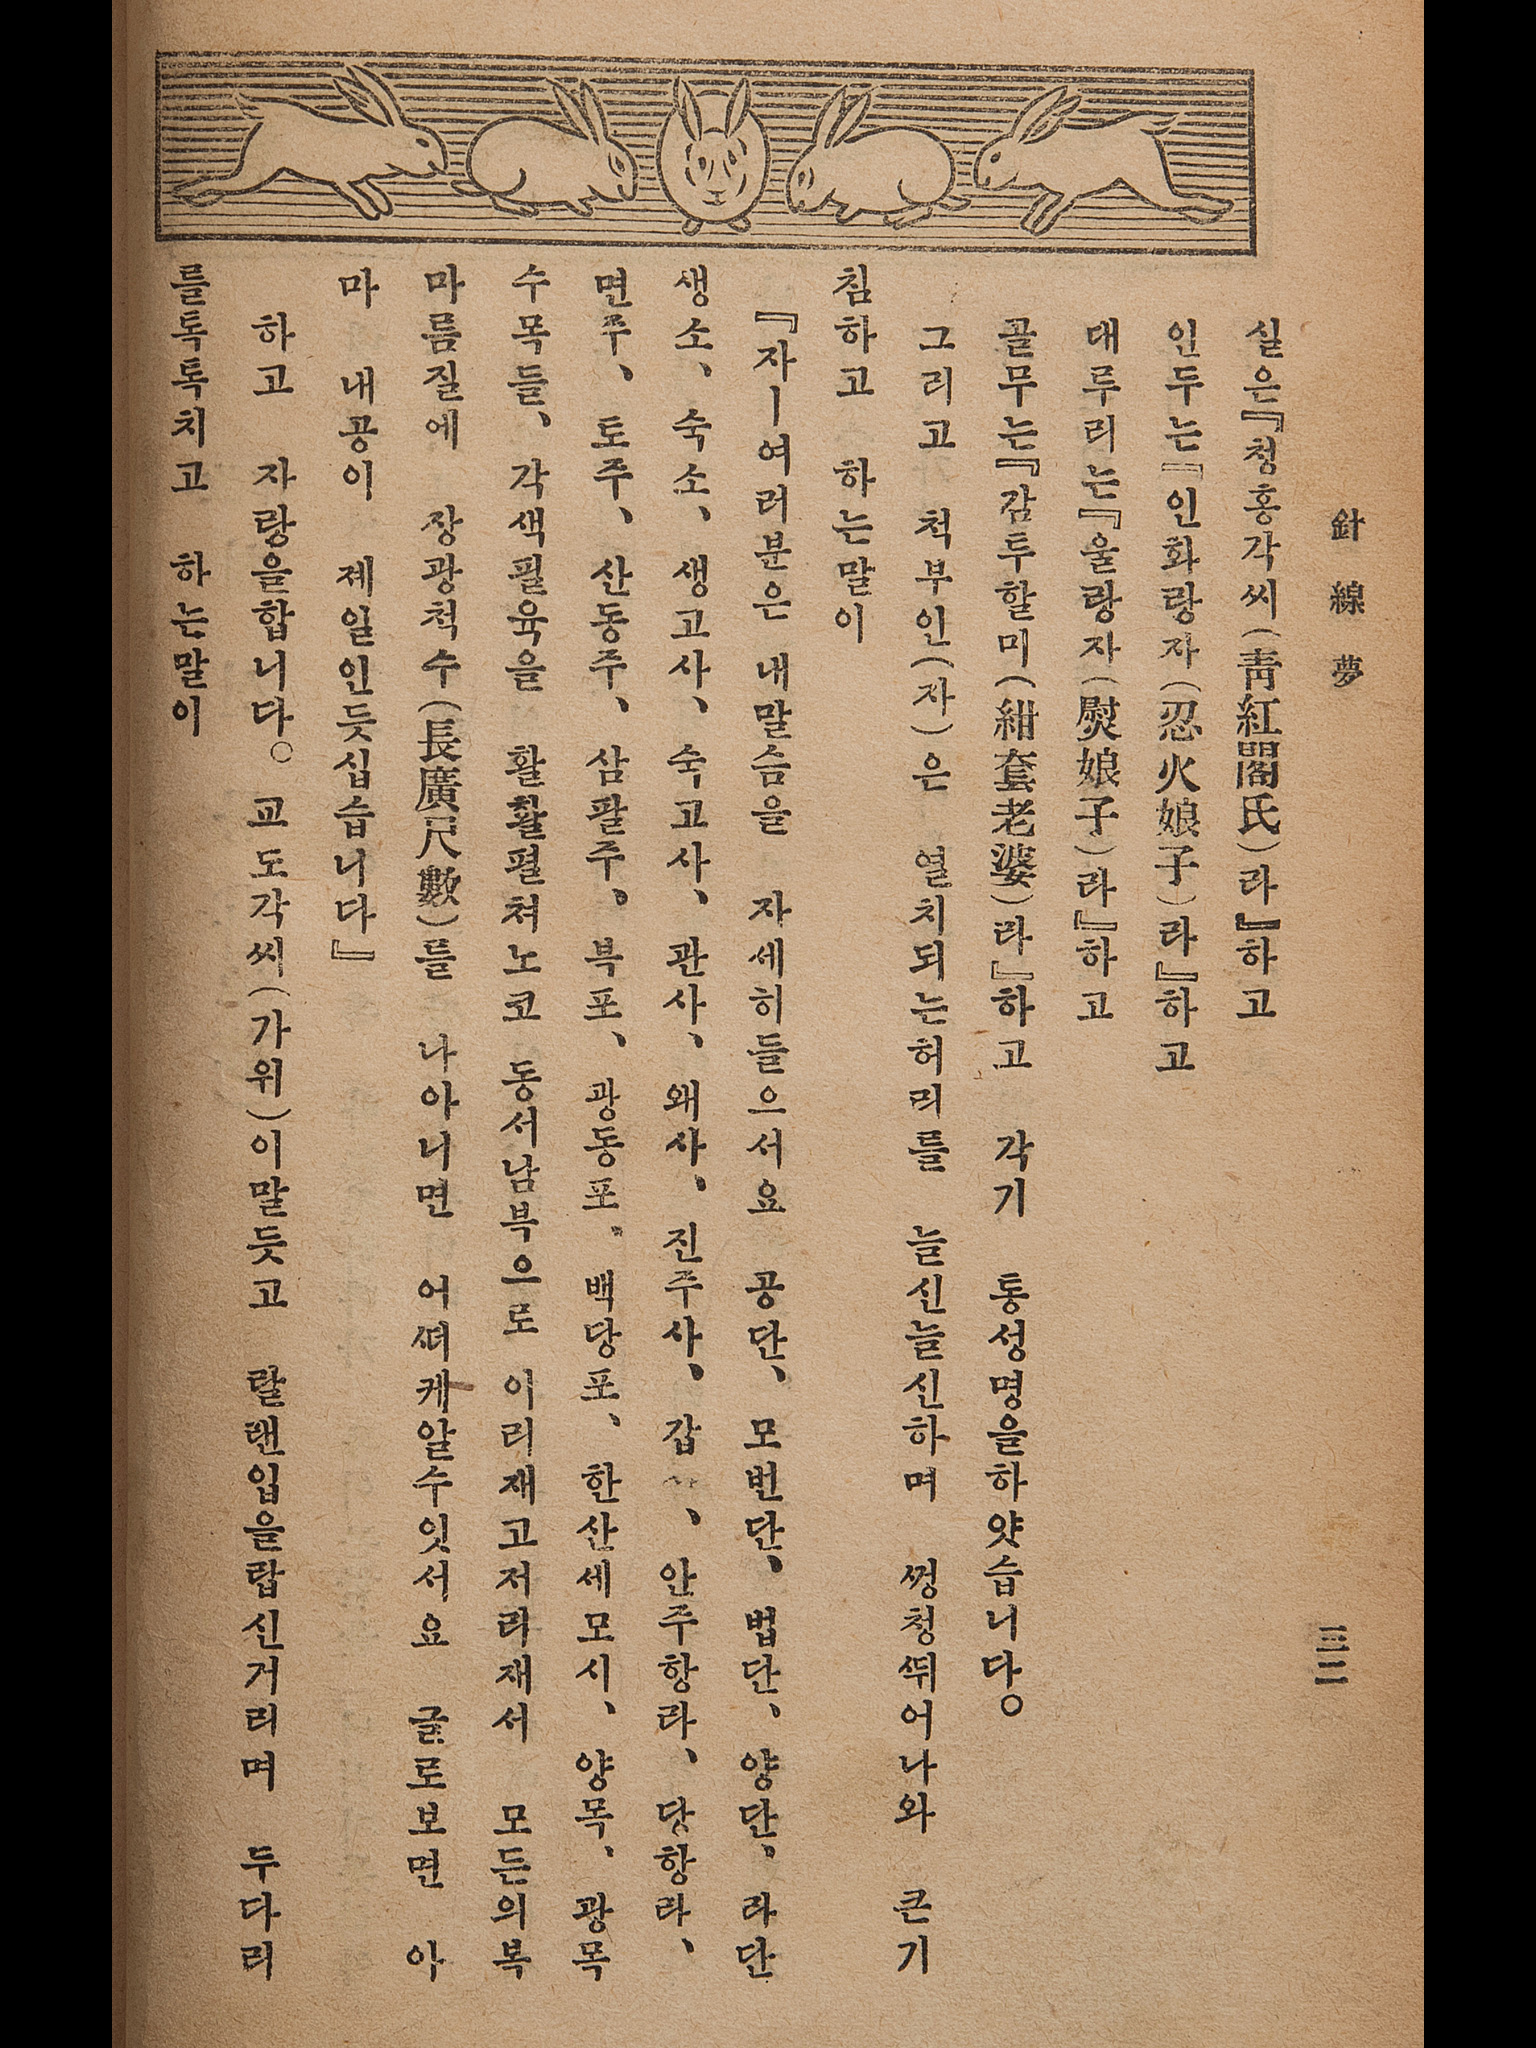 針線夢
三二
실은『청홍각씨(靑紅閣氏)라』하고
인두는『인화랑자(忍火娘子)라』하고
대루리는『울랑자(熨娘子)라』하고
골무는『감투할미(紺套老婆)라』하고 각기 통성명을하얏습니다。
그리고 척부인(자)은 열치되는허리를 늘신늘신하며 껑청뛰어나와 큰기
침하고 하는말이
『자ー여러분은 내말슴을 자세히들으서요 공단、모번단、법단、양단、라단
생소、숙소、생고사、숙고사、관사、왜사、진주사、갑 、안주항라、당항라、
면주、토주、산동주、삼팔주。북포、광동포、백당포、한산세모시、양목、광목
수목들、각색필육을 활활펼쳐노코 동서남북으로 이리재고저리재서 모든의복
마름질에 장광척수(長廣尺數)를 나아니면 어떠케알수잇서요 글로보면 아
마 내공이 제일인듯십습니다』
하고 자랑을합니다。교도각씨(가위)이말듯고 랄랜입을랍신거리며 두다리
를톡톡치고 하는말이